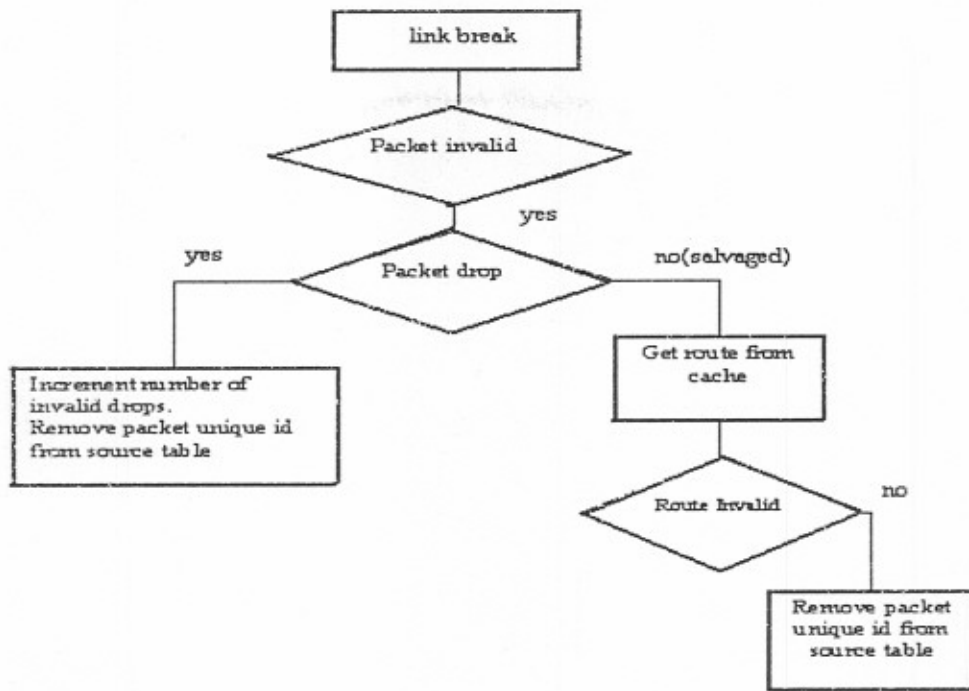 link break
Packet invalid
yes
yes
Packet drop
no(salvaged)
Get route from
cache
Increment number of
invalid drops.
Remove packet unique id
from source table
Route Invalid
no
Remove packet
unique id from
source table